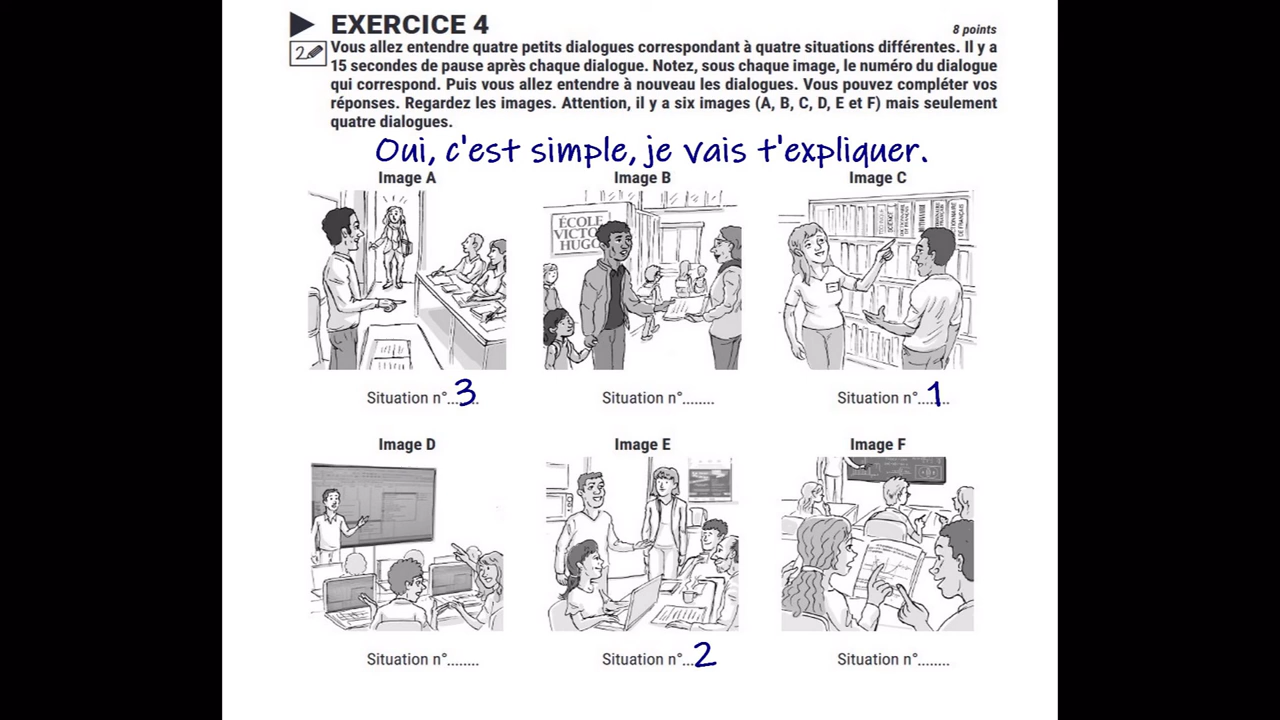 EXERCICE 4
8 points
2
Vous allez entendre quatre petits dialogues correspondant à quatre situations différentes. Il y a
15 secondes de pause après chaque dialogue. Notez, sous chaque image, le numéro du dialogue
qui correspond. Puis vous allez entendre à nouveau les dialogues. Vous pouvez compléter vos
réponses. Regardez les images. Attention, il y a six images (A, B, C, D, E et F) mais seulement
quatre dialogues.
Oui, c'est simple, je vais t'expliquer.
Image A
Image B
Image C
ÉCOLE
VICTO
HUGO
SCIENCE
DE FRANÇAIS
Situation n°........3
Situation n°........
Situation n°........1
Image D
Image E
Image F
Situation n°........
Situation n°...2
Situation n°........